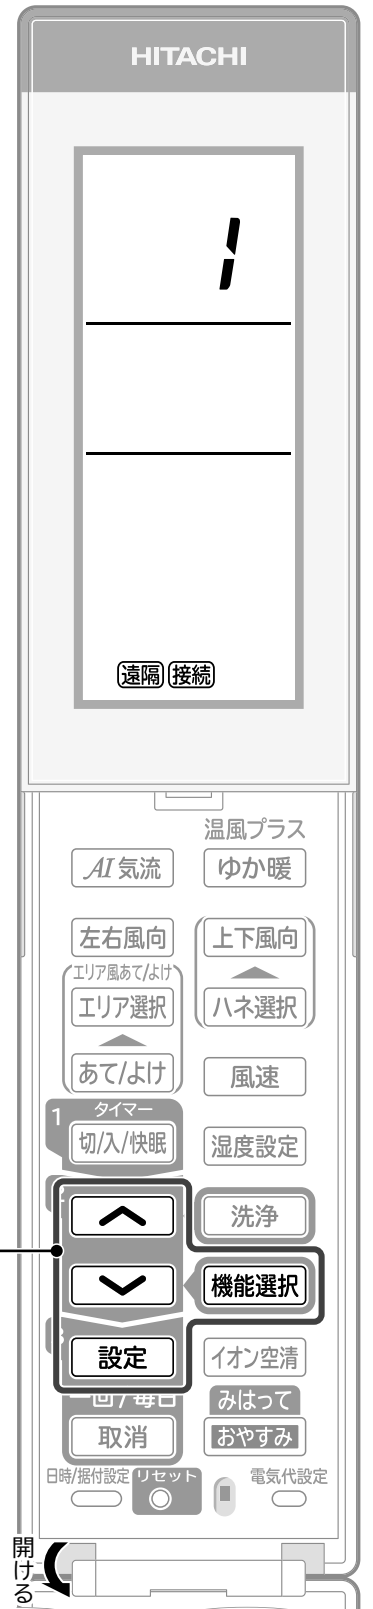 HITACHI
1
遠隔 接続
温風プラス
AI 気流 ゆか暖
左右風向 上下風向
エリア風あて/よけ
エリア選択 ハネ選択
あて/よけ 風速
1 タイマー
切/入/快眠 湿度設定
洗浄
機能選択
設定 イオン空清
一回/毎日 みはって
取消 おやすみ
日時/据付設定 リセット 電気代設定
開ける